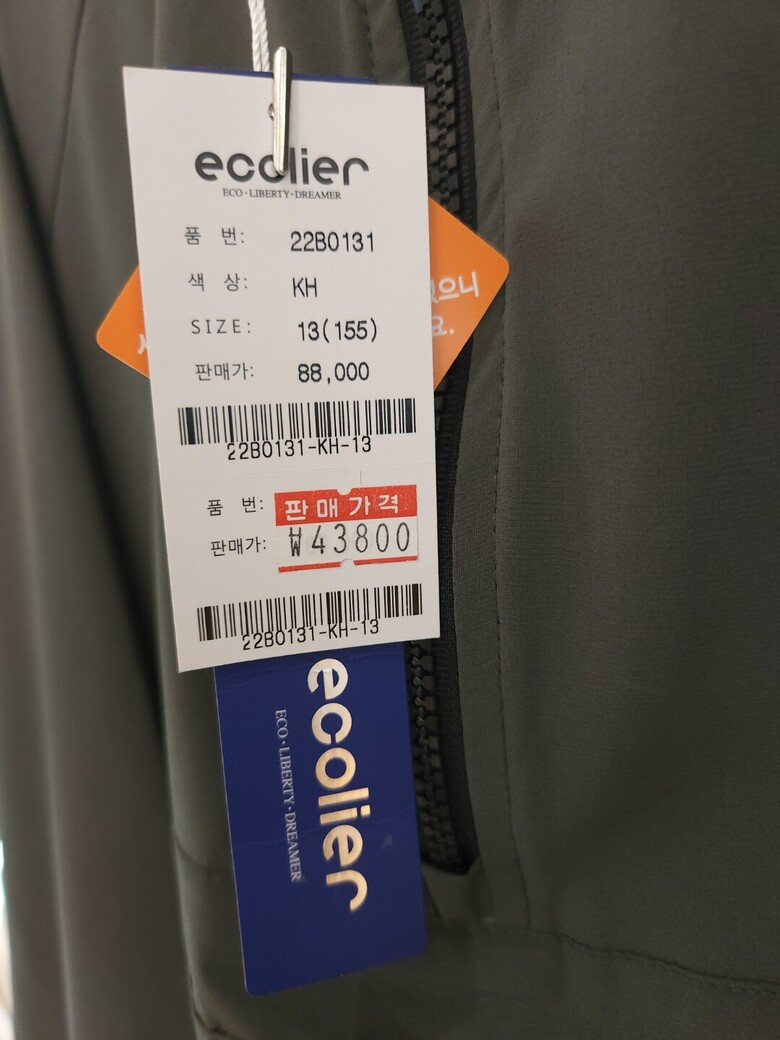 ecolier
ECO·LIBERTY·DREAMER
품 번: 22B0131
색 상: KH
SIZE: 13(155)
판매가: 88,000
22B0131-KH-13
품 번: 판매가격
판매가: ₩43800
22B0131-KH-13
ecolier
ECO·LIBERTY·DREAMER